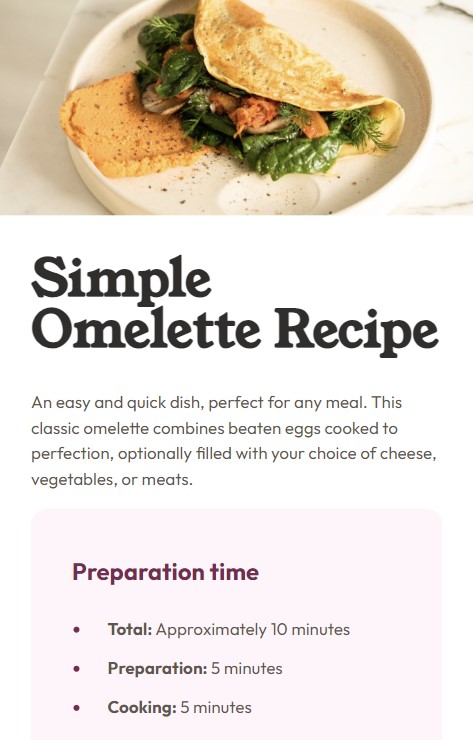 Simple
Omelette Recipe
An easy and quick dish, perfect for any meal. This
classic omelette combines beaten eggs cooked to
perfection, optionally filled with your choice of cheese,
vegetables, or meats.
Preparation time
• Total: Approximately 10 minutes
• Preparation: 5 minutes
• Cooking: 5 minutes